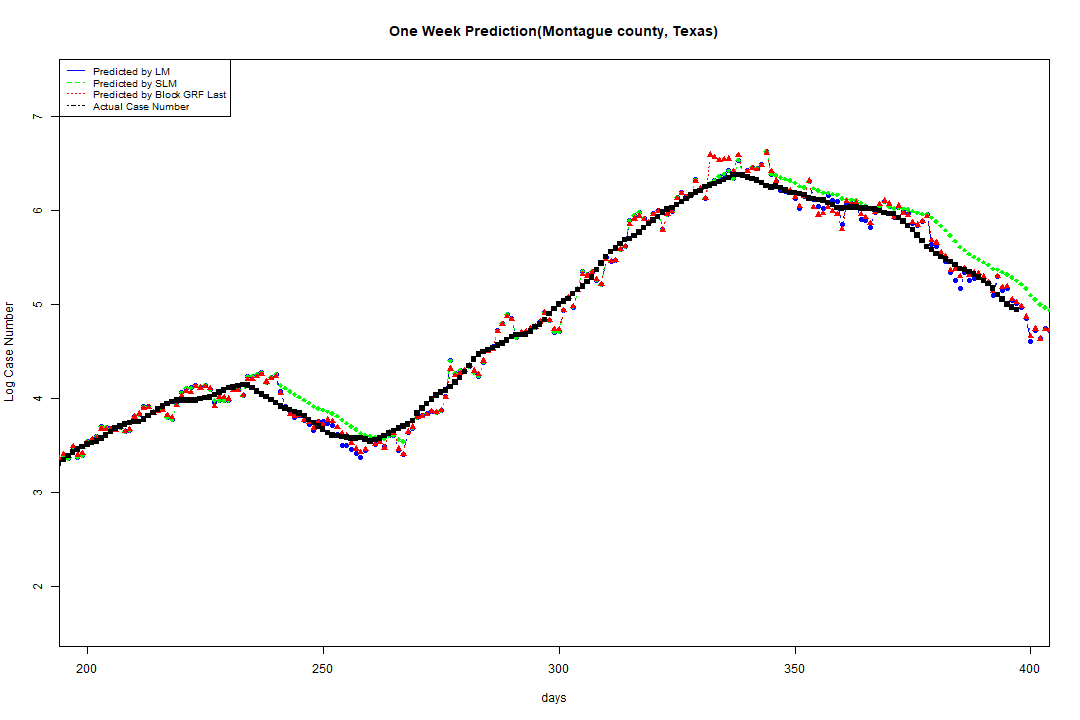 One Week Prediction(Montague county, Texas)
Predicted by LM
Predicted by SLM
Predicted by Block GRF Last
Actual Case Number
7
6
5
4
3
2
Log Case Number
200 250 300 350 400
days